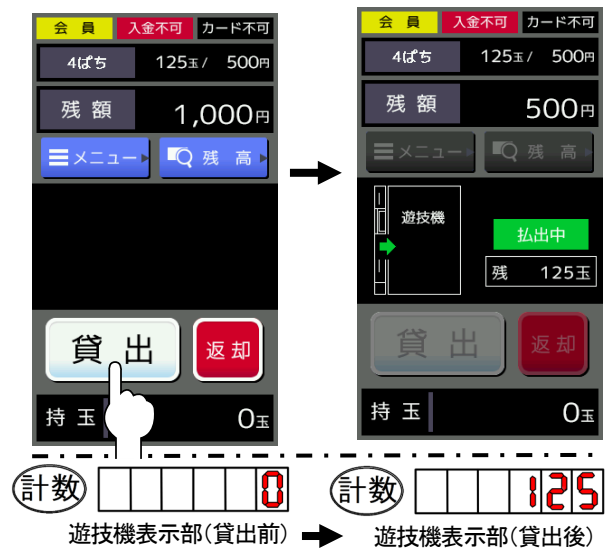 会 員 入金不可 カード不可
4ぱち 125玉/ 500円
残 額 1,000円
メニュー 残 高
貸 出 返却
持 玉 0玉
会 員 入金不可 カード不可
4ぱち 125玉/ 500円
残 額 500円
メニュー 残 高
遊技機
払出中
残 125玉
貸 出 返却
持 玉 0玉
計数 0
遊技機表示部(貸出前)
計数 125
遊技機表示部(貸出後)